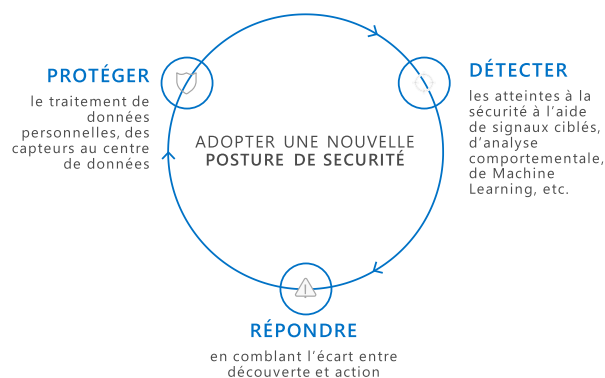 PROTÉGER
le traitement de
données
personnelles, des
capteurs au centre
de données
DÉTECTER
les atteintes à la
sécurité à l’aide
de signaux ciblés,
d’analyse
comportementale,
de Machine
Learning, etc.
ADOPTER UNE NOUVELLE
POSTURE DE SECURITÉ
RÉPONDRE
en comblant l’écart entre
découverte et action